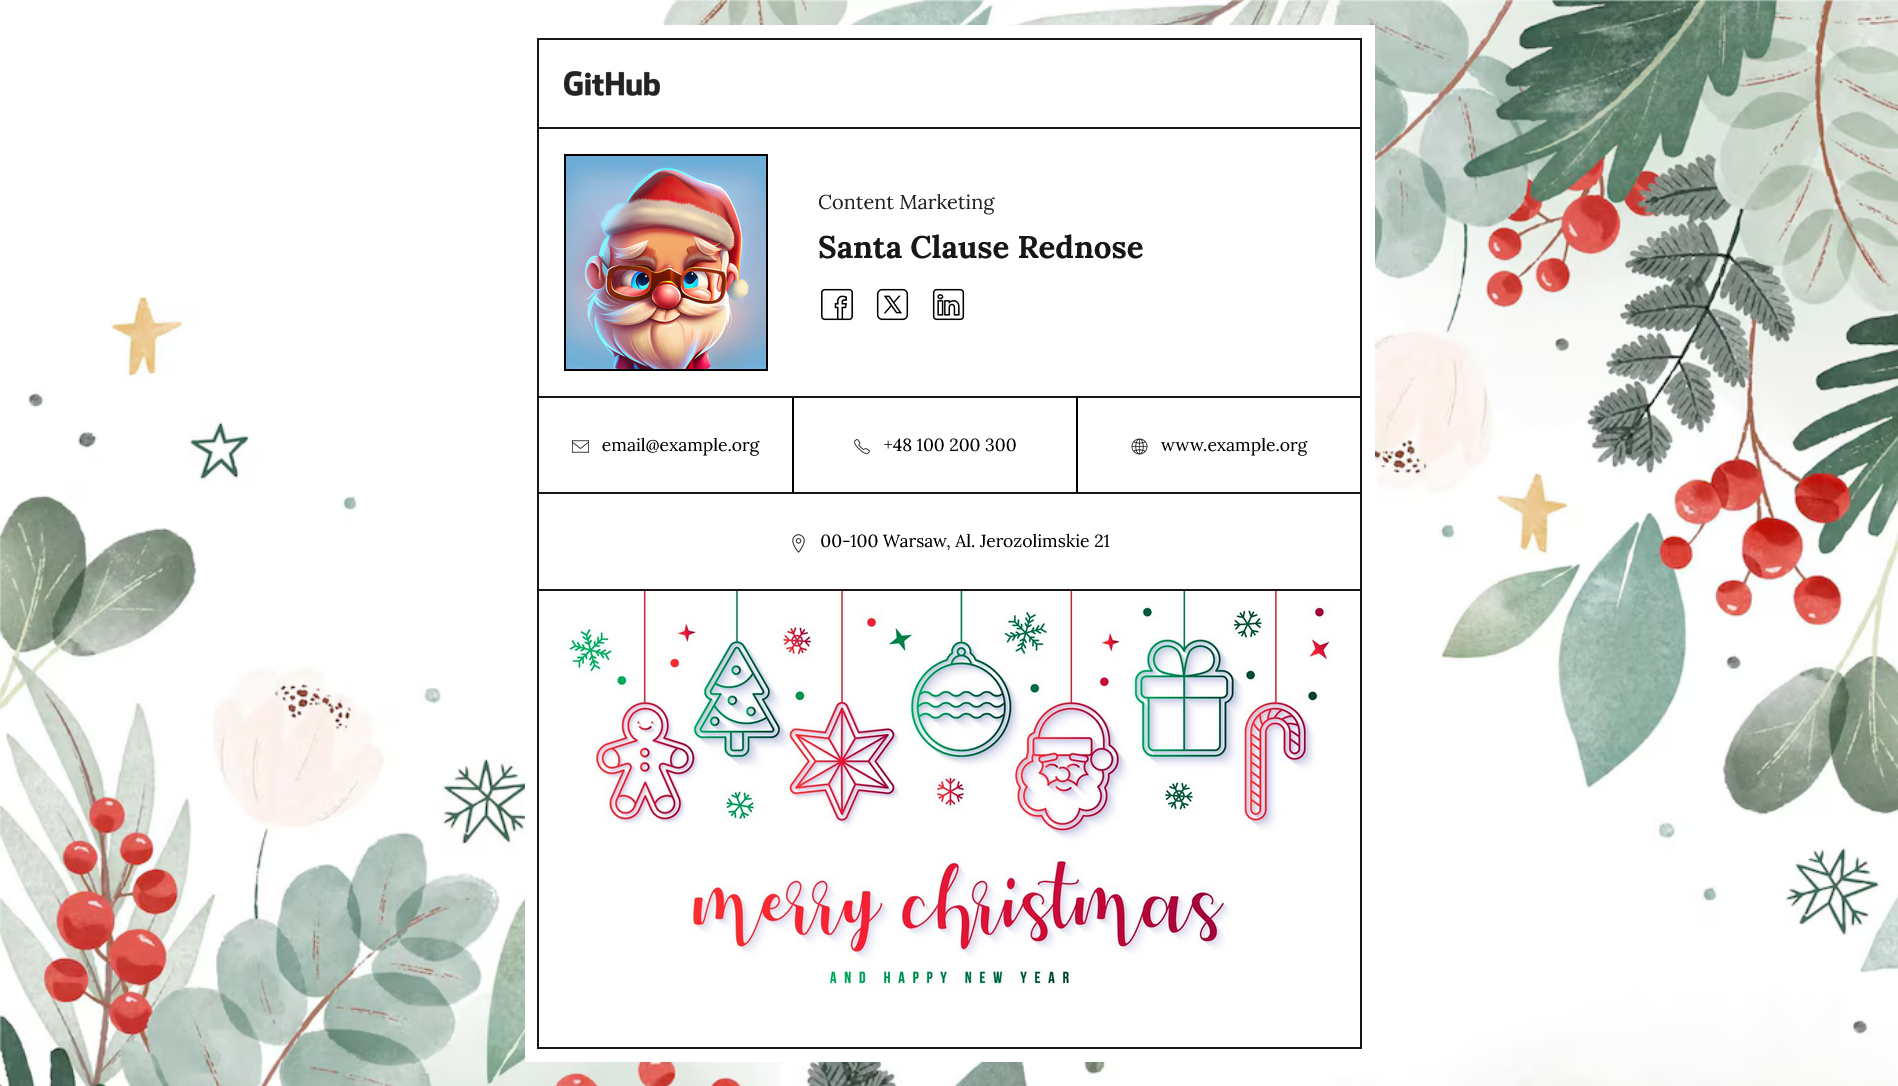 GitHub
Content Marketing
Santa Clause Rednose
email@example.org
+48 100 200 300
www.example.org
00-100 Warsaw, Al. Jerozolimskie 21
merry christmas
AND HAPPY NEW YEAR